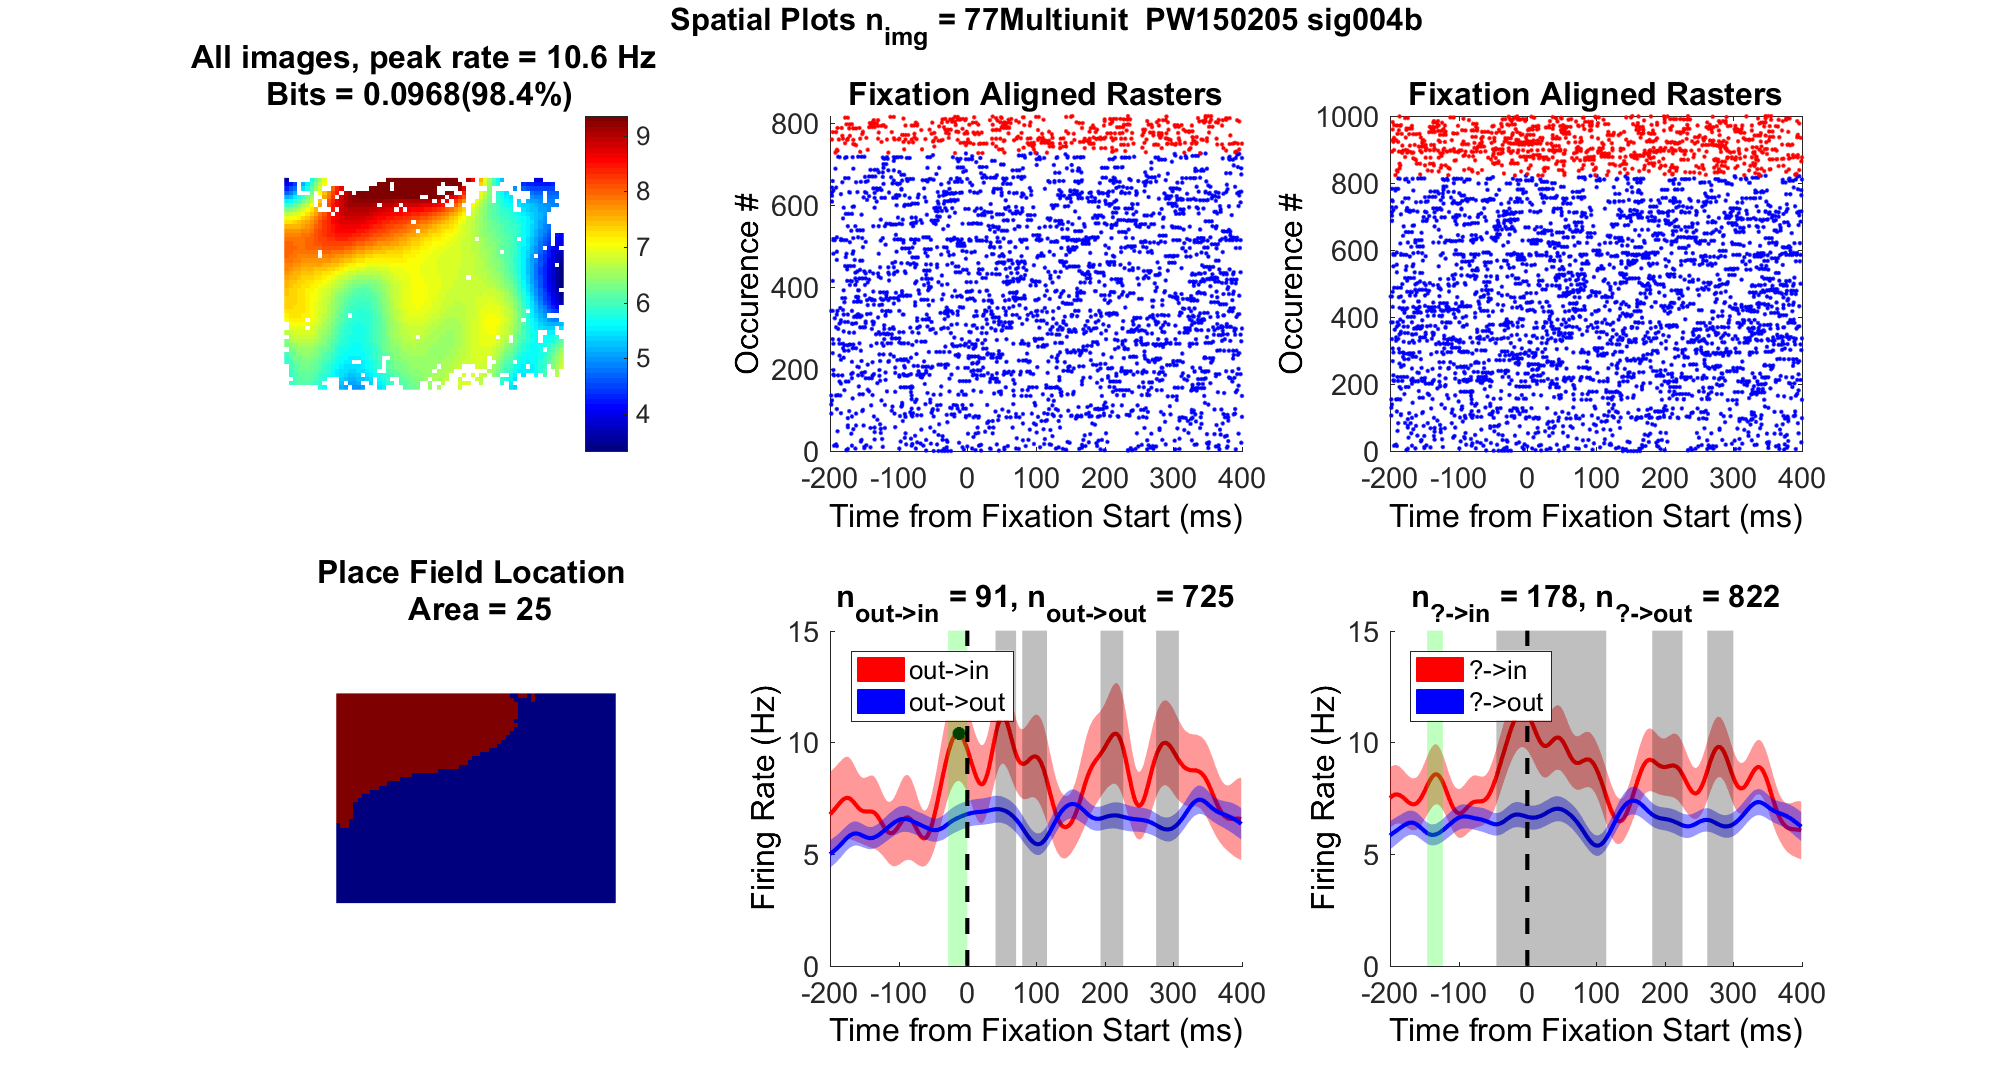 Spatial Plots n_img = 77Multiunit  PW150205 sig004b
All images, peak rate = 10.6 Hz
Bits = 0.0968(98.4%)
9
8
7
6
5
4
Fixation Aligned Rasters
Occurence #
800
600
400
200
0
-200 -100 0 100 200 300 400
Time from Fixation Start (ms)
Fixation Aligned Rasters
Occurence #
1000
800
600
400
200
0
-200 -100 0 100 200 300 400
Time from Fixation Start (ms)
Place Field Location
Area = 25
n_out->in = 91, n_out->out = 725
Firing Rate (Hz)
15
10
5
0
out->in
out->out
-200 -100 0 100 200 300 400
Time from Fixation Start (ms)
n_?->in = 178, n_?->out = 822
Firing Rate (Hz)
15
10
5
0
?->in
?->out
-200 -100 0 100 200 300 400
Time from Fixation Start (ms)